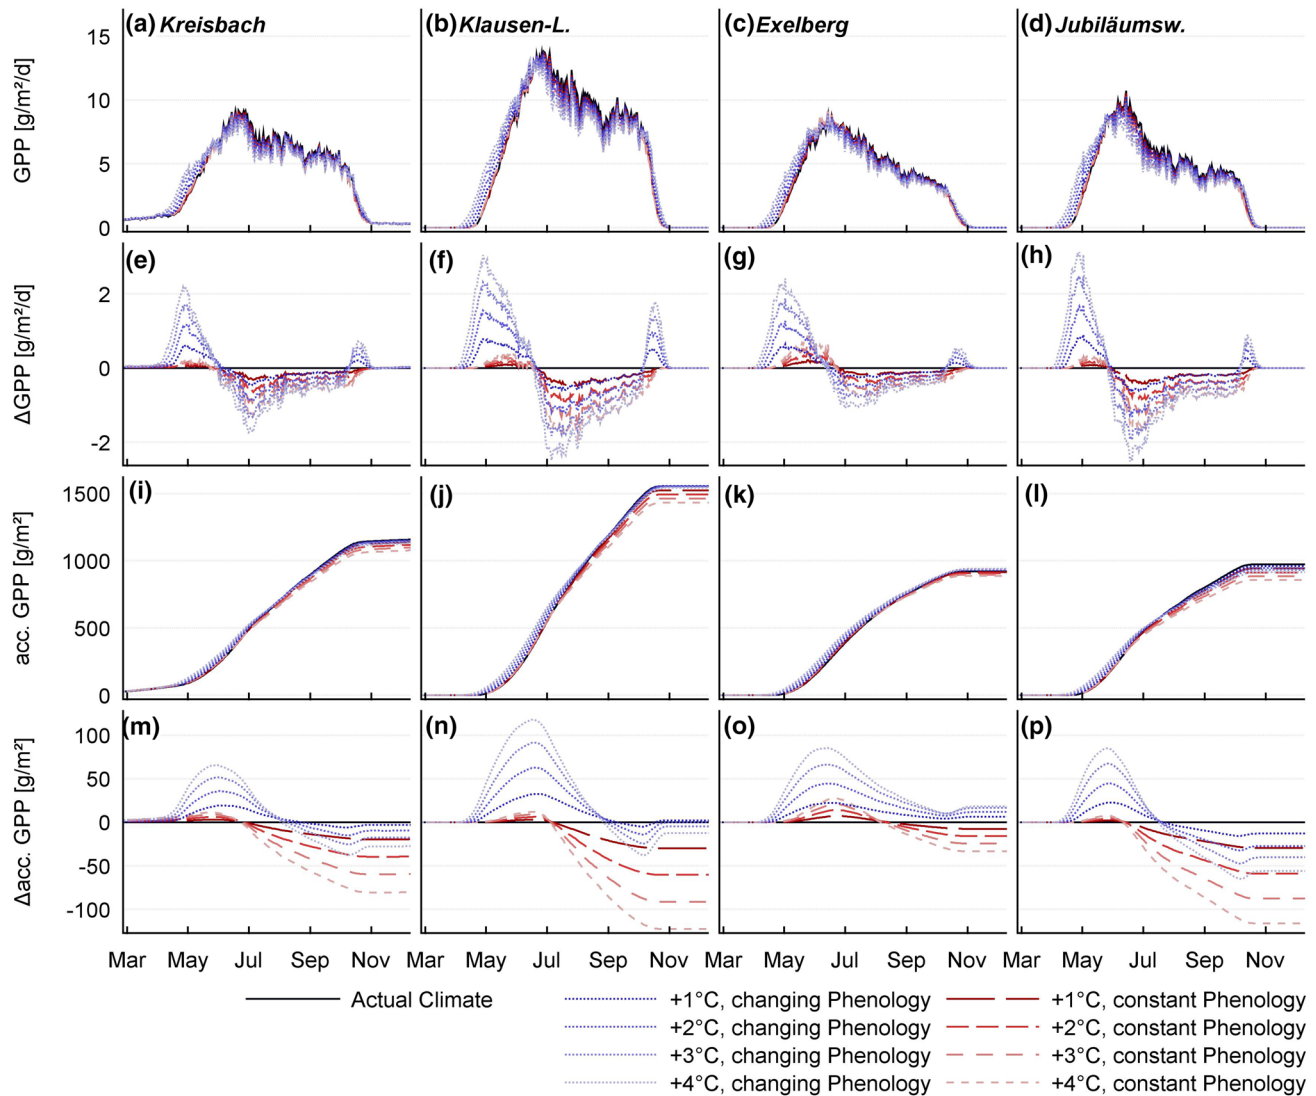 (a) Kreisbach (b) Klausen-L. (c) Exelberg (d) Jubiläumsw.
GPP [g/m²/d]
15
10
5
0
(e) (f) (g) (h)
ΔGPP [g/m²/d]
2
0
-2
(i) (j) (k) (l)
acc. GPP [g/m²]
1500
1000
500
0
(m) (n) (o) (p)
Δacc. GPP [g/m²]
100
50
0
-50
-100
Mar May Jul Sep Nov Mar May Jul Sep Nov Mar May Jul Sep Nov Mar May Jul Sep Nov
Actual Climate +1°C, changing Phenology +1°C, constant Phenology
+2°C, changing Phenology +2°C, constant Phenology
+3°C, changing Phenology +3°C, constant Phenology
+4°C, changing Phenology +4°C, constant Phenology